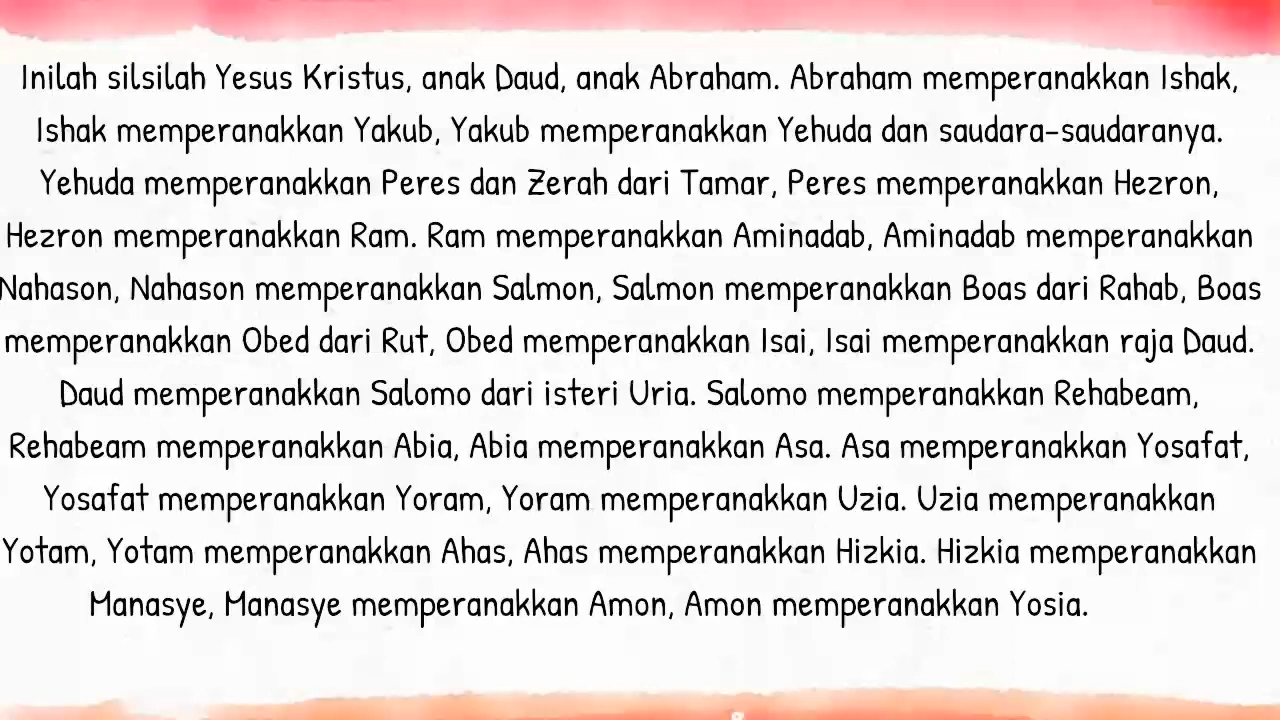 Inilah silsilah Yesus Kristus, anak Daud, anak Abraham. Abraham memperanakkan Ishak,
Ishak memperanakkan Yakub, Yakub memperanakkan Yehuda dan saudara-saudaranya.
Yehuda memperanakkan Peres dan Zerah dari Tamar, Peres memperanakkan Hezron,
Hezron memperanakkan Ram. Ram memperanakkan Aminadab, Aminadab memperanakkan
Nahason, Nahason memperanakkan Salmon, Salmon memperanakkan Boas dari Rahab, Boas
memperanakkan Obed dari Rut, Obed memperanakkan Isai, Isai memperanakkan raja Daud.
Daud memperanakkan Salomo dari isteri Uria. Salomo memperanakkan Rehabeam,
Rehabeam memperanakkan Abia, Abia memperanakkan Asa. Asa memperanakkan Yosafat,
Yosafat memperanakkan Yoram, Yoram memperanakkan Uzia. Uzia memperanakkan
Yotam, Yotam memperanakkan Ahas, Ahas memperanakkan Hizkia. Hizkia memperanakkan
Manasye, Manasye memperanakkan Amon, Amon memperanakkan Yosia.